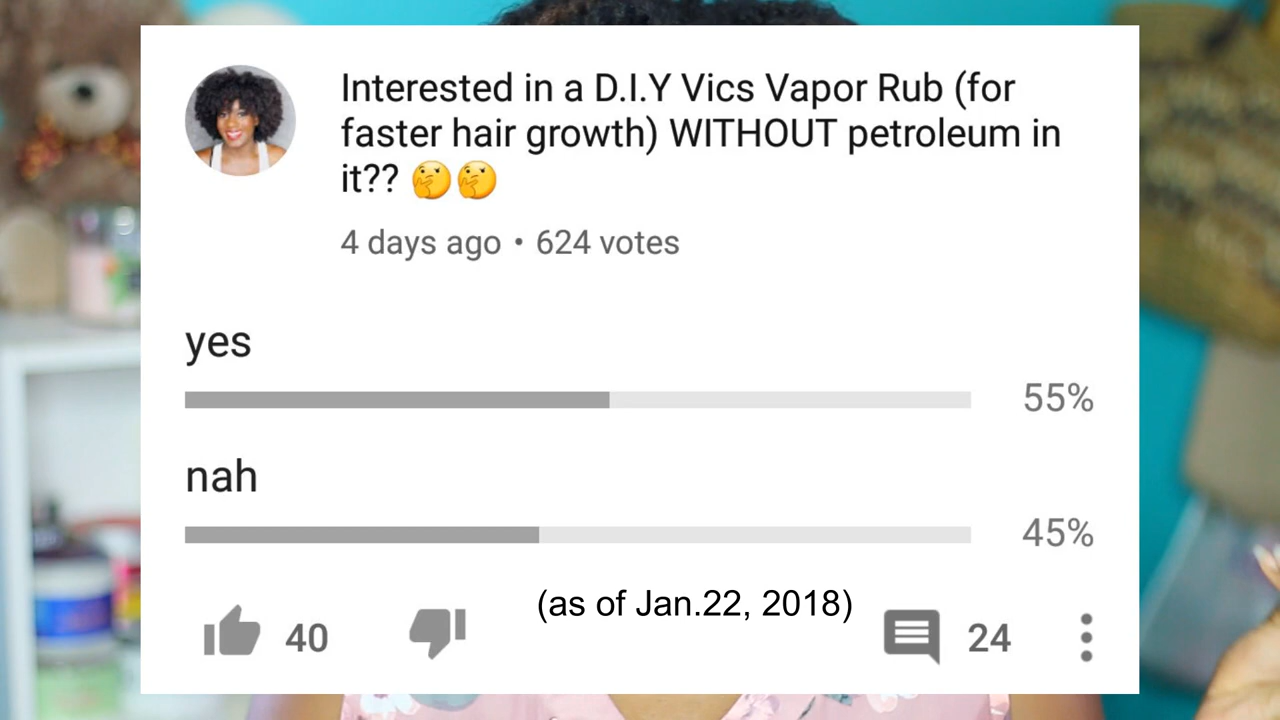 Interested in a D.I.Y Vics Vapor Rub (for
faster hair growth) WITHOUT petroleum in
it?? 🤔🤔
4 days ago • 624 votes
yes
55%
nah
45%
(as of Jan.22, 2018)
40
24